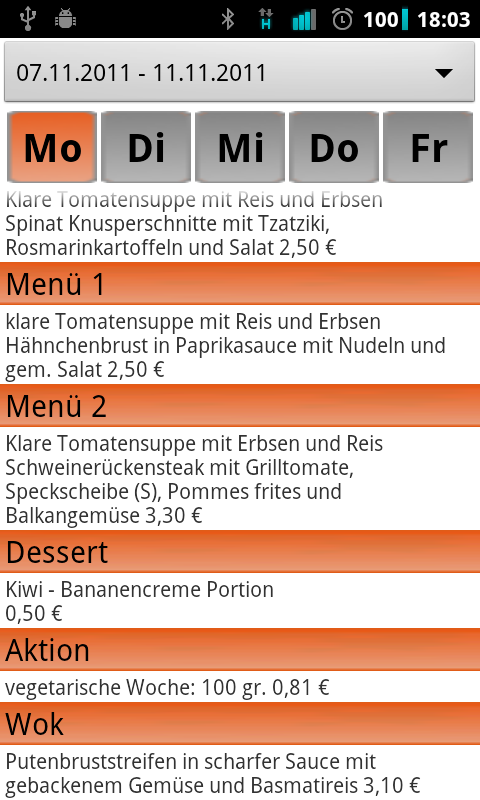 100 18:03
07.11.2011 - 11.11.2011
Mo Di Mi Do Fr
Klare Tomatensuppe mit Reis und Erbsen
Spinat Knusperschnitte mit Tzatziki,
Rosmarinkartoffeln und Salat 2,50 €
Menü 1
klare Tomatensuppe mit Reis und Erbsen
Hähnchenbrust in Paprikasauce mit Nudeln und
gem. Salat 2,50 €
Menü 2
Klare Tomatensuppe mit Erbsen und Reis
Schweinerückensteak mit Grilltomate,
Speckscheibe (S), Pommes frites und
Balkangemüse 3,30 €
Dessert
Kiwi - Bananencreme Portion
0,50 €
Aktion
vegetarische Woche: 100 gr. 0,81 €
Wok
Putenbruststreifen in scharfer Sauce mit
gebackenem Gemüse und Basmatireis 3,10 €